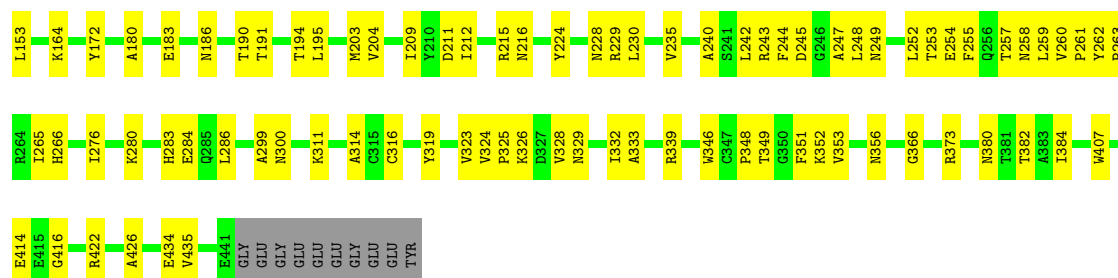 L153 K164 Y172 A180 E183 N186 T190 T191 T194 L195 M203 V204 I209 Y210 D211 I212 R215 N216 Y224 N228 R229 L230 V235 A240 S241 L242 R243 F244 D245 G246 A247 L248 N249 L252 T253 E254 F255 Q256 T257 N258 L259 V260 P261 Y262 P263
R264 I265 H266 I276 K280 H283 E284 Q285 L286 A299 N300 K311 A314 C315 C316 Y319 V323 V324 P325 K326 D327 V328 N329 I332 A333 R339 W346 C347 P348 T349 G350 F351 K352 V353 N356 G366 R373 N380 T381 T382 A383 I384 W407
E414 E415 G416 R422 A426 E434 V435 E441 GLY GLU GLY GLU GLU GLU GLY GLU GLU TYR